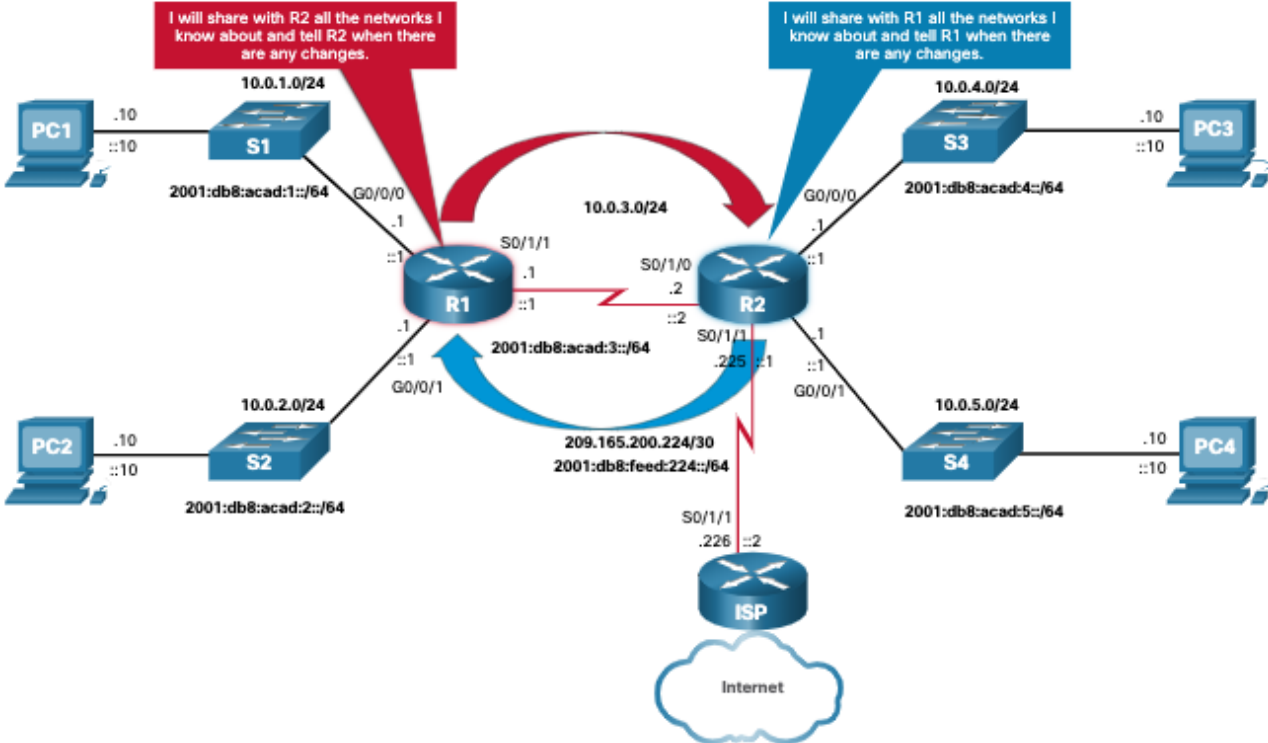 I will share with R2 all the networks I
know about and tell R2 when there
are any changes.
I will share with R1 all the networks I
know about and tell R1 when there
are any changes.
10.0.1.0/24
10.0.4.0/24
PC1
.10
::10
S1
S3
.10
::10
PC3
2001:db8:acad:1::/64
G0/0/0
.1
::1
10.0.3.0/24
G0/0/0
.1
::1
2001:db8:acad:4::/64
S0/1/1
.1
::1
R1
S0/1/0
.2
::2
R2
2001:db8:acad:3::/64
.1
::1
G0/0/1
S0/1/1
.225
::1
.1
::1
G0/0/1
10.0.2.0/24
10.0.5.0/24
PC2
.10
::10
S2
209.165.200.224/30
2001:db8:feed:224::/64
S4
.10
::10
PC4
2001:db8:acad:2::/64
2001:db8:acad:5::/64
S0/1/1
.226
::2
ISP
Internet